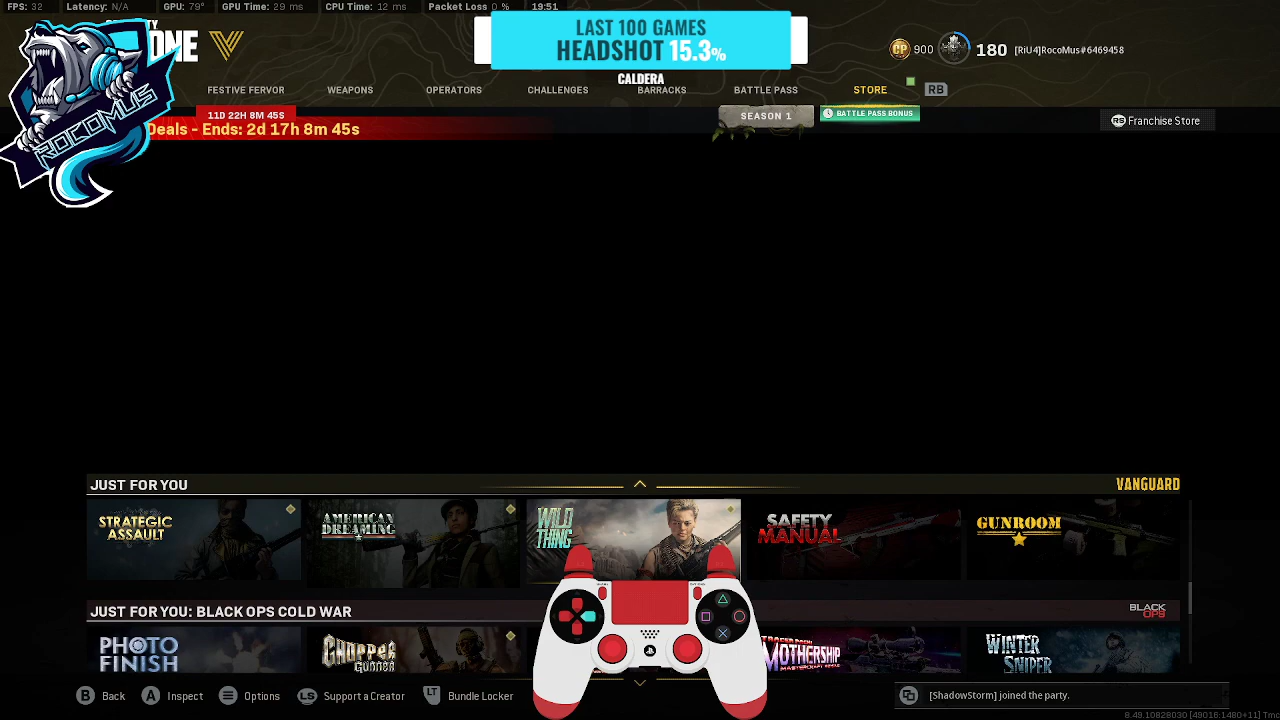 FPS: 32 Latency: N/A GPU: 79° GPU Time: 29 ms CPU Time: 12 ms Packet Loss 0 % 19:51
LAST 100 GAMES
HEADSHOT 15.3%
CALDERA
900 180 [RiU4]RocoMus#6469458
ROCOMUS
FESTIVE FERVOR WEAPONS OPERATORS CHALLENGES BARRACKS BATTLE PASS STORE RB
11D 22H 8M 45S
SEASON 1
BATTLE PASS BONUS
Deals - Ends: 2d 17h 8m 45s
RS Franchise Store
JUST FOR YOU VANGUARD
STRATEGIC ASSAULT
AMERICAN DREAMING
WILD THING
SAFETY MANUAL
GUNROOM
JUST FOR YOU: BLACK OPS COLD WAR BLACK OPS
PHOTO FINISH
CHOPPER GUNNER
TRACER PACK: MOTHERSHIP MASTERCRAFT
WINTER SNIPER
B Back A Inspect Options LS Support a Creator LT Bundle Locker
[ShadowStorm] joined the party.